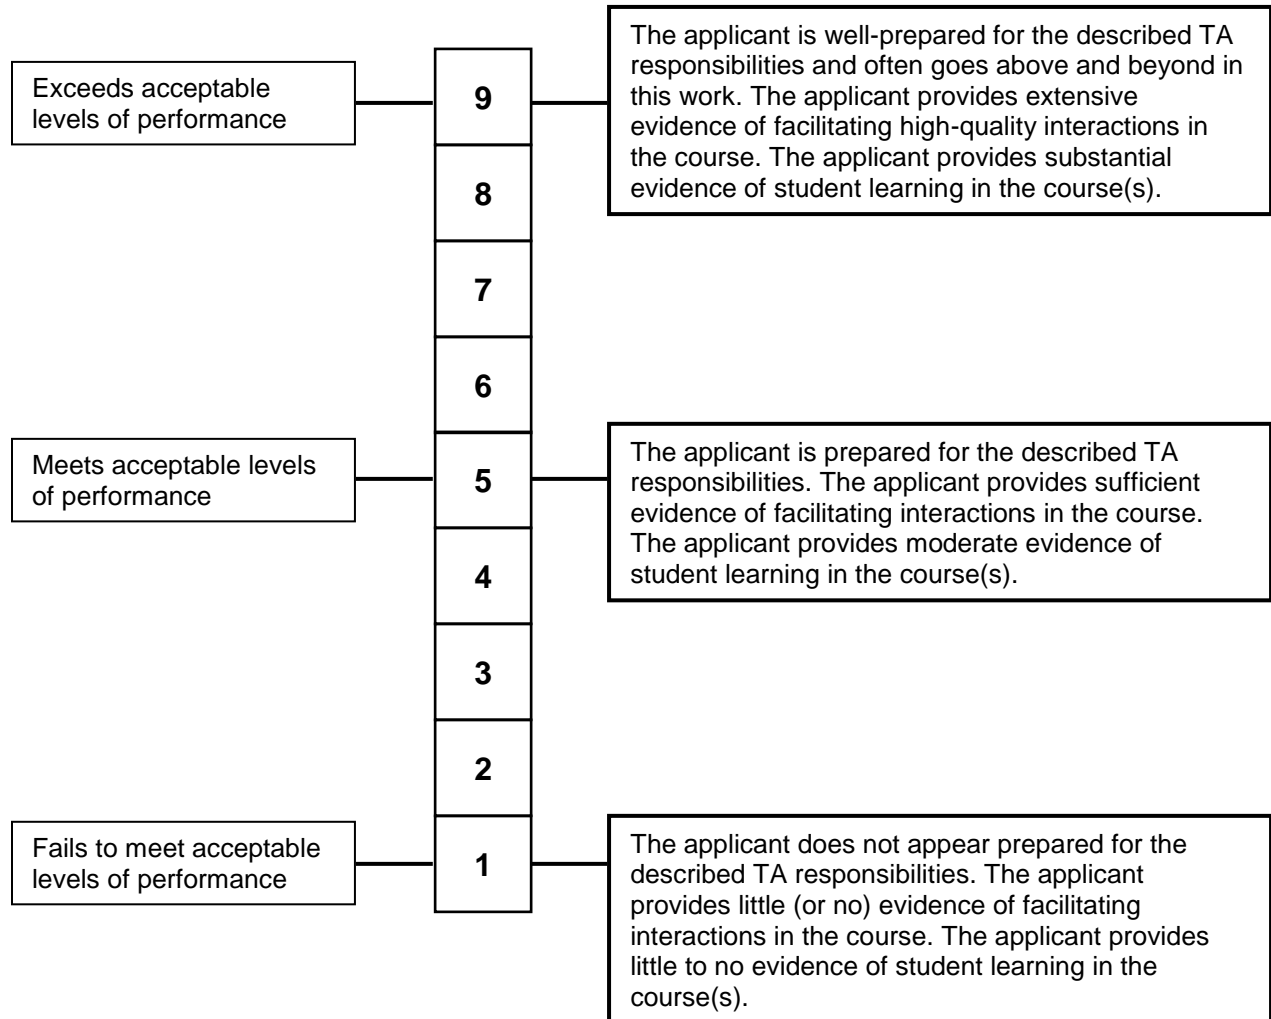 Exceeds acceptable
levels of performance
9
The applicant is well-prepared for the described TA
responsibilities and often goes above and beyond in
this work. The applicant provides extensive
evidence of facilitating high-quality interactions in
the course. The applicant provides substantial
evidence of student learning in the course(s).
8
7
6
Meets acceptable levels
of performance
5
The applicant is prepared for the described TA
responsibilities. The applicant provides sufficient
evidence of facilitating interactions in the course.
The applicant provides moderate evidence of
student learning in the course(s).
4
3
2
Fails to meet acceptable
levels of performance
1
The applicant does not appear prepared for the
described TA responsibilities. The applicant
provides little (or no) evidence of facilitating
interactions in the course. The applicant provides
little to no evidence of student learning in the
course(s).